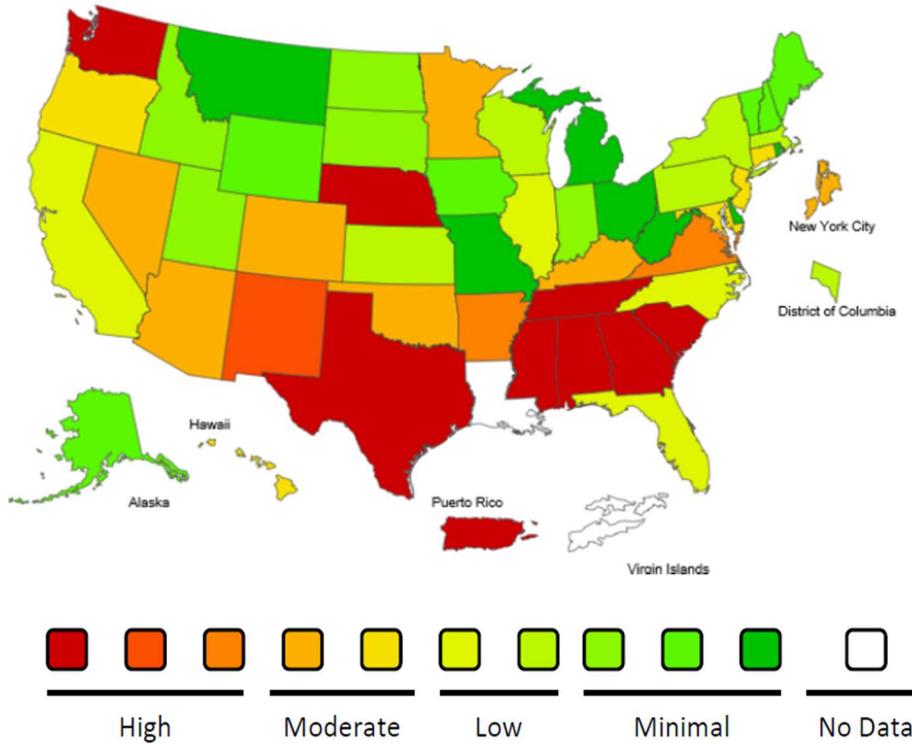 New York City
District of Columbia
Hawaii
Alaska
Puerto Rico
Virgin Islands
High
Moderate
Low
Minimal
No Data